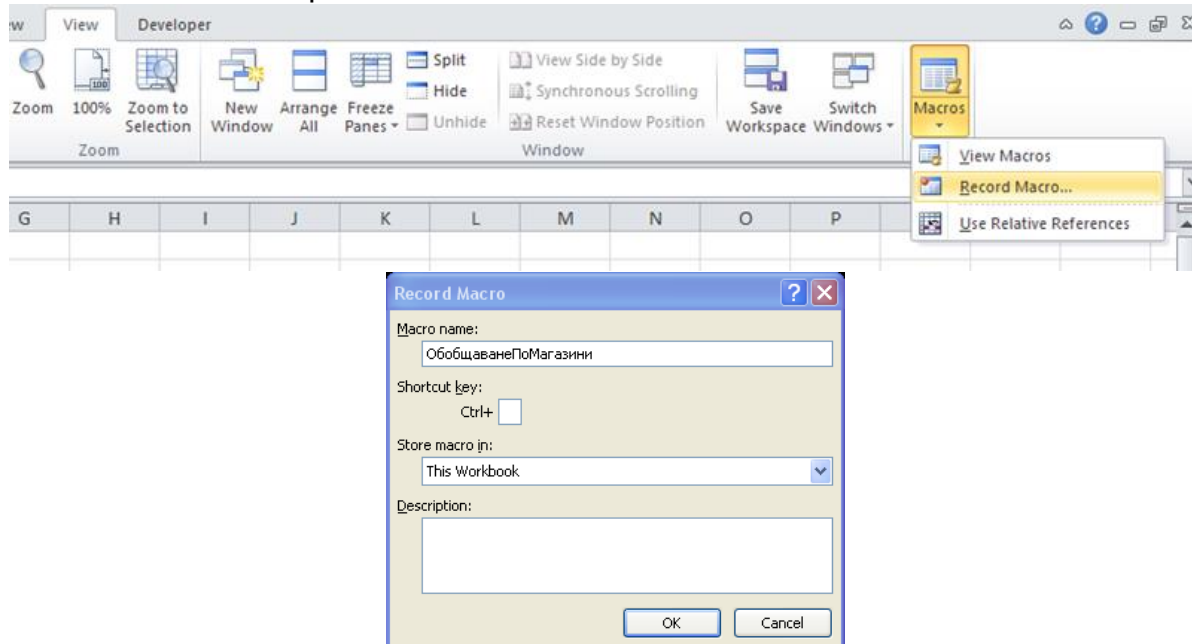 View Developer
Zoom 100% Zoom to Selection New Window Arrange All Freeze Panes Split Hide Unhide View Side by Side Synchronous Scrolling Reset Window Position Save Workspace Switch Windows Macros
Zoom Window
View Macros
Record Macro...
Use Relative References
G H I J K L M N O P
Record Macro
Macro name:
ОбобщаванеПоМагазини
Shortcut key:
Ctrl+
Store macro in:
This Workbook
Description:
OK Cancel